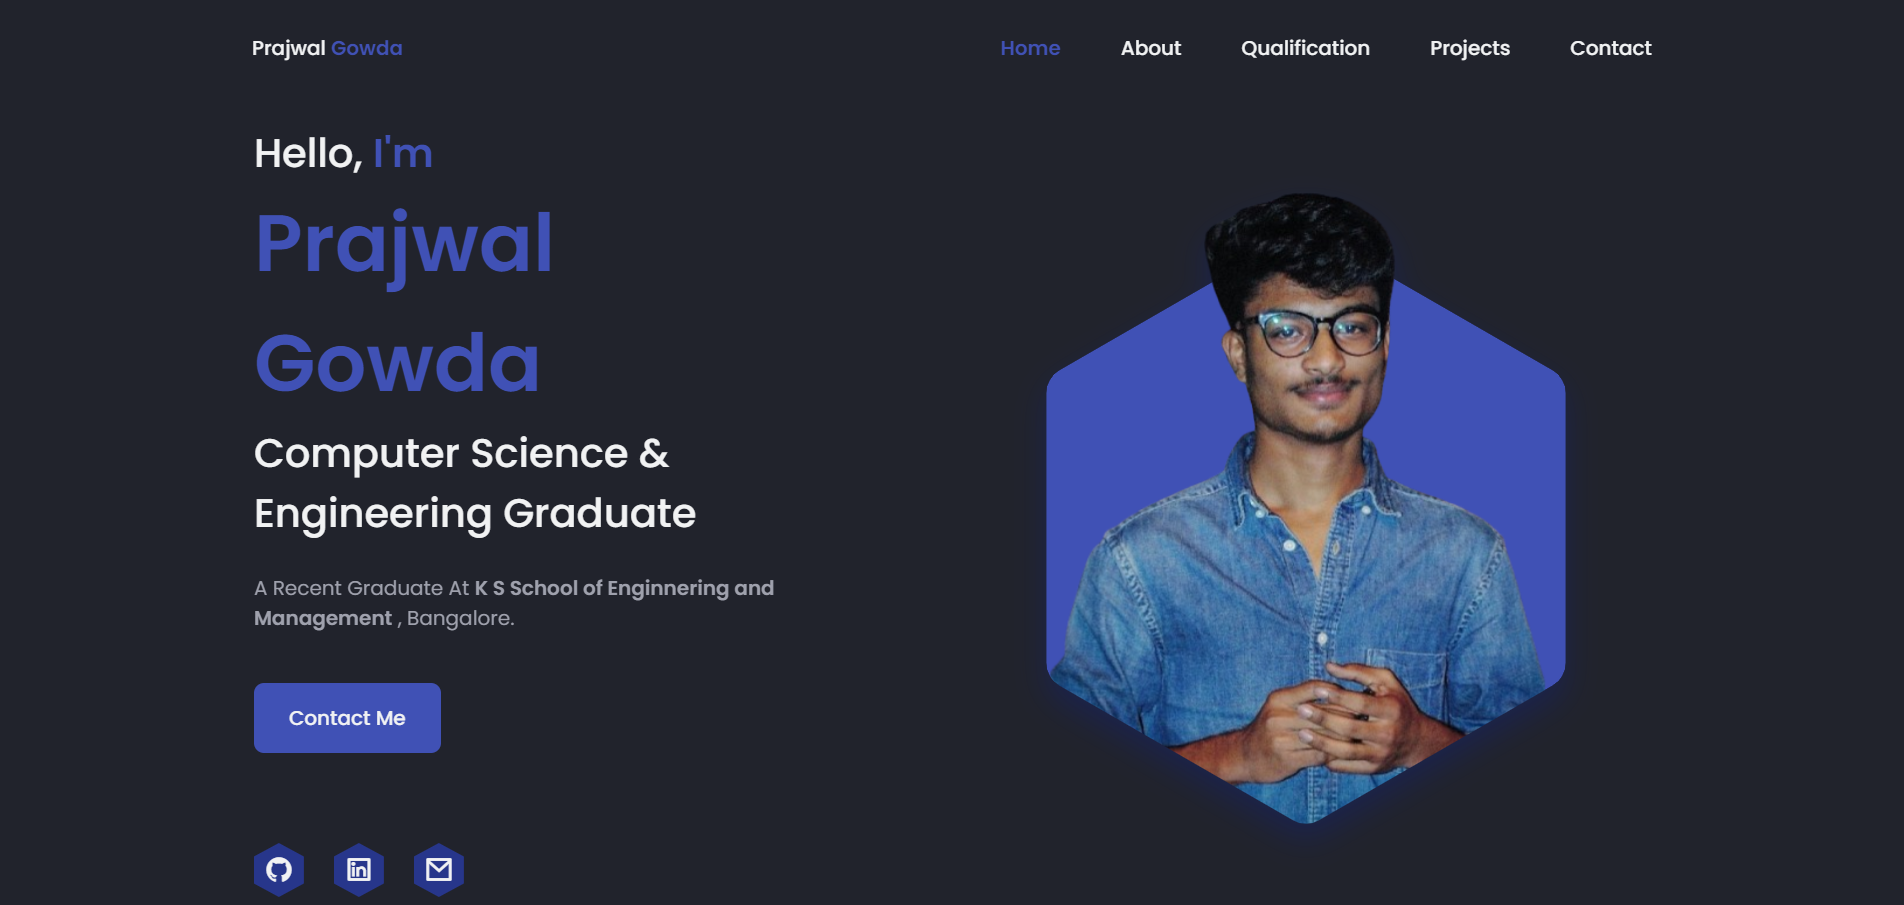 Prajwal Gowda
Home About Qualification Projects Contact
Hello, I'm
Prajwal
Gowda
Computer Science &
Engineering Graduate
A Recent Graduate At K S School of Enginnering and
Management , Bangalore.
Contact Me
in